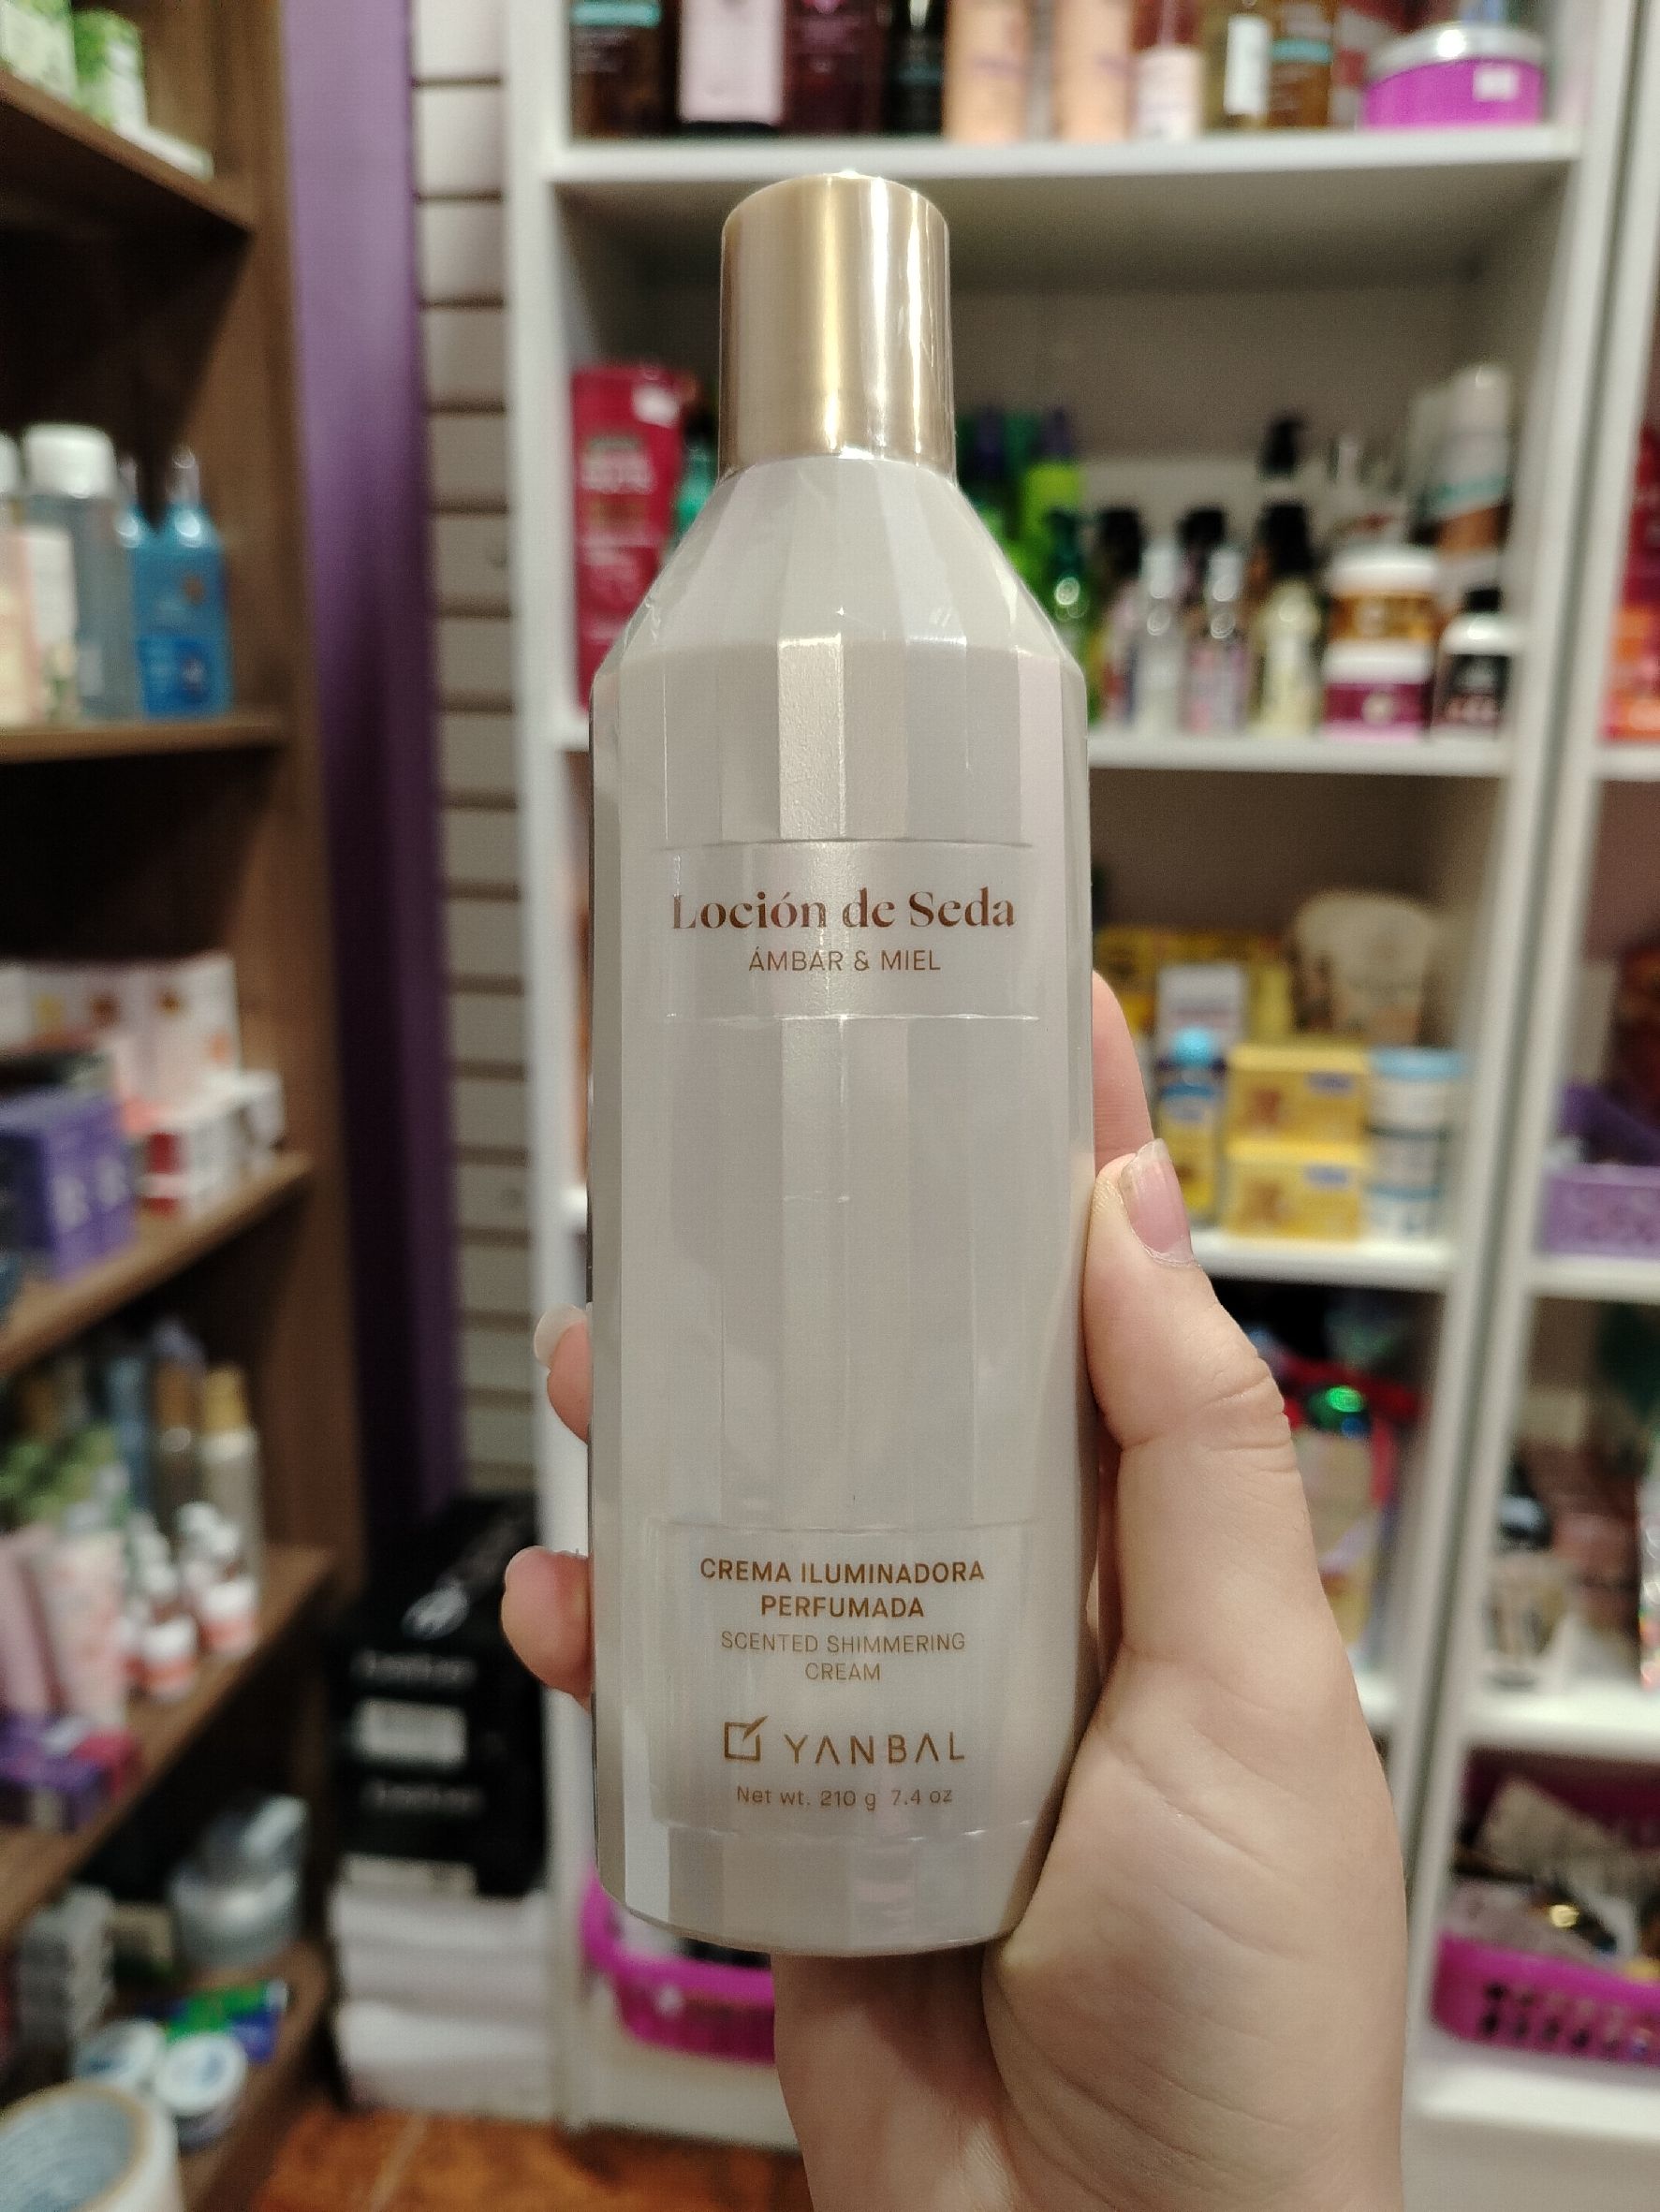 Loción de Seda
ÁMBAR & MIEL
CREMA ILUMINADORA
PERFUMADA
SCENTED SHIMMERING
CREAM
YANBAL
Net wt. 210 g 7.4 oz